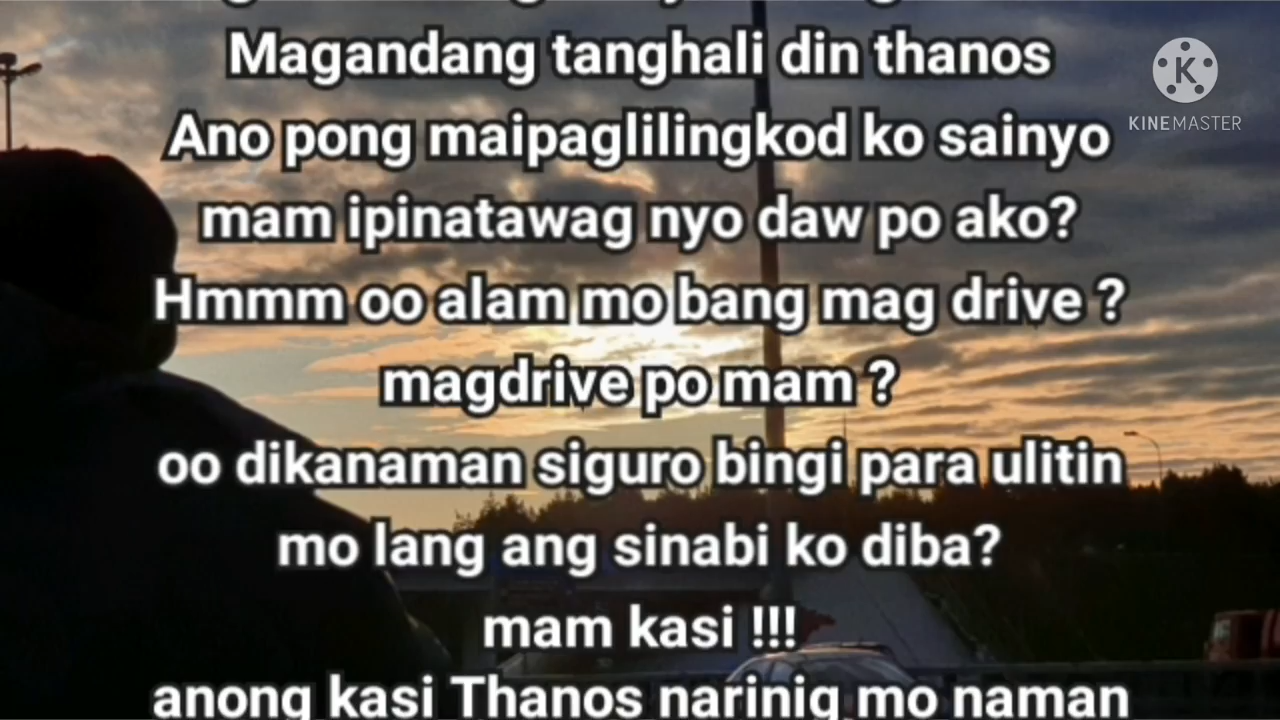 Magandang tanghali din thanos
Ano pong maipaglilingkod ko sainyo
mam ipinatawag nyo daw po ako?
Hmmm oo alam mo bang mag drive ?
magdrive po mam ?
oo dikanaman siguro bingi para ulitin
mo lang ang sinabi ko diba?
mam kasi !!!
anong kasi Thanos narinig mo naman
KINEMASTER